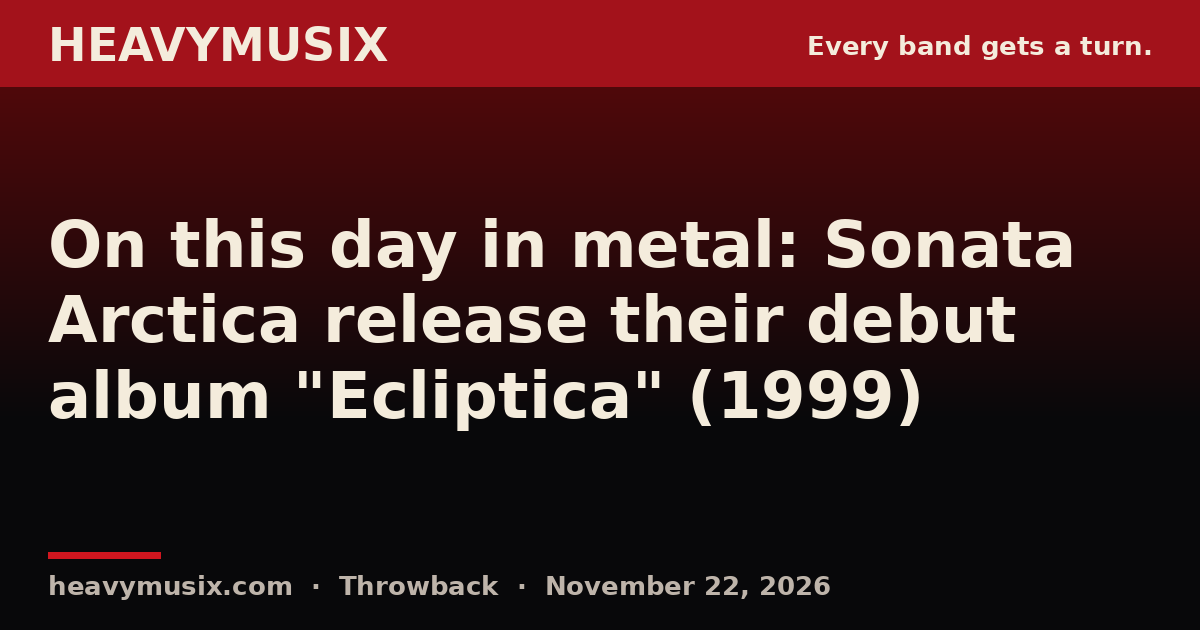 HEAVYMUSIX
Every band gets a turn.
On this day in metal: Sonata
Arctica release their debut
album "Ecliptica" (1999)
heavymusix.com · Throwback · November 22, 2026